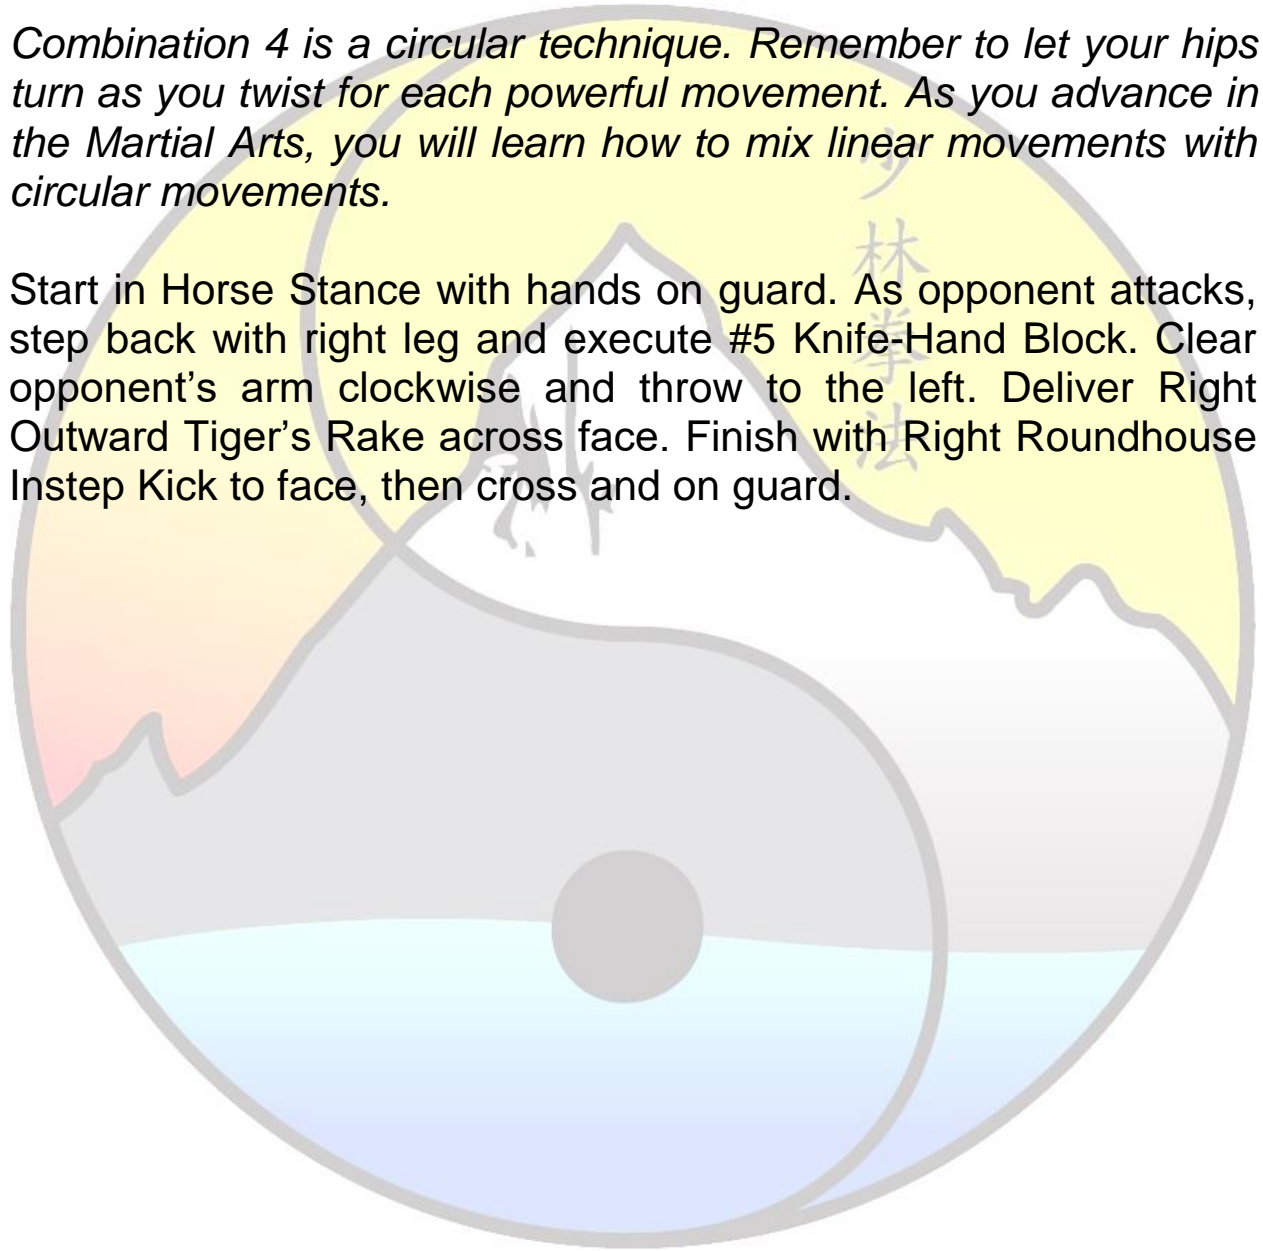 Combination 4 is a circular technique. Remember to let your hips
turn as you twist for each powerful movement. As you advance in
the Martial Arts, you will learn how to mix linear movements with
circular movements.
Start in Horse Stance with hands on guard. As opponent attacks,
step back with right leg and execute #5 Knife-Hand Block. Clear
opponent’s arm clockwise and throw to the left. Deliver Right
Outward Tiger’s Rake across face. Finish with Right Roundhouse
Instep Kick to face, then cross and on guard.
少
林
拳
法